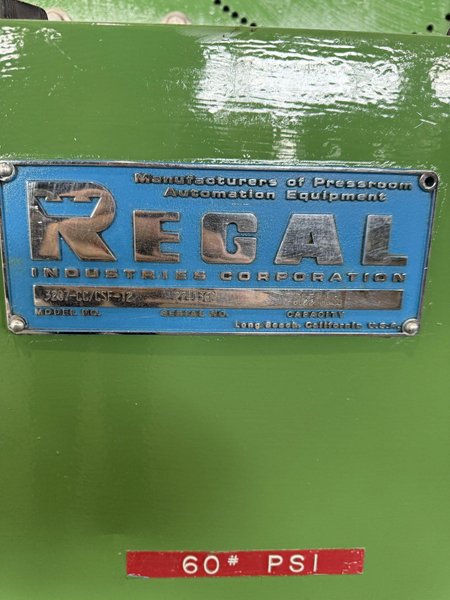 Manufacturers of Pressroom
Automation Equipment
REGAL
INDUSTRIES CORPORATION
MODEL NO. SERIAL NO. CAPACITY
Long Beach, California U.S.A.
60# PSI